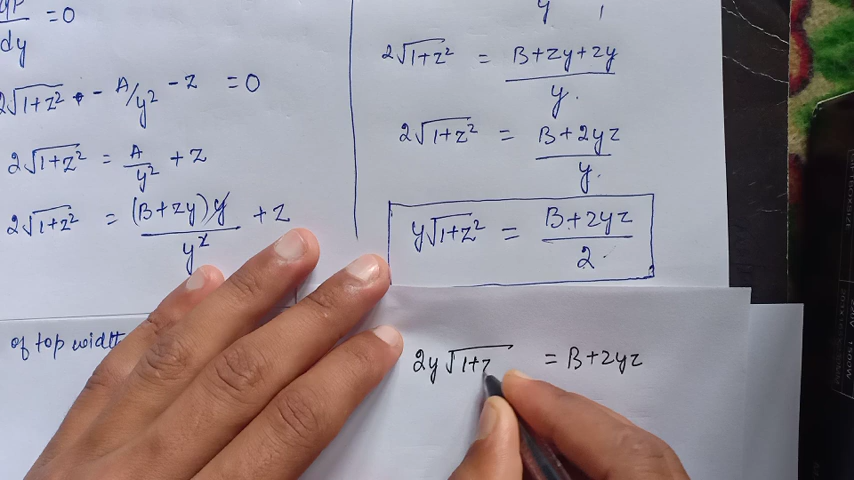 dP/dy = 0
2√1+z² - A/y² - z = 0
2√1+z² = A/y² + z
2√1+z² = (B+zy)y/y² + z
of top width
y
2√1+z² = B+zy+zy/y.
2√1+z² = B+2yz/y.
y√1+z² = B+2yz/2.
2y√1+z = B+2yz